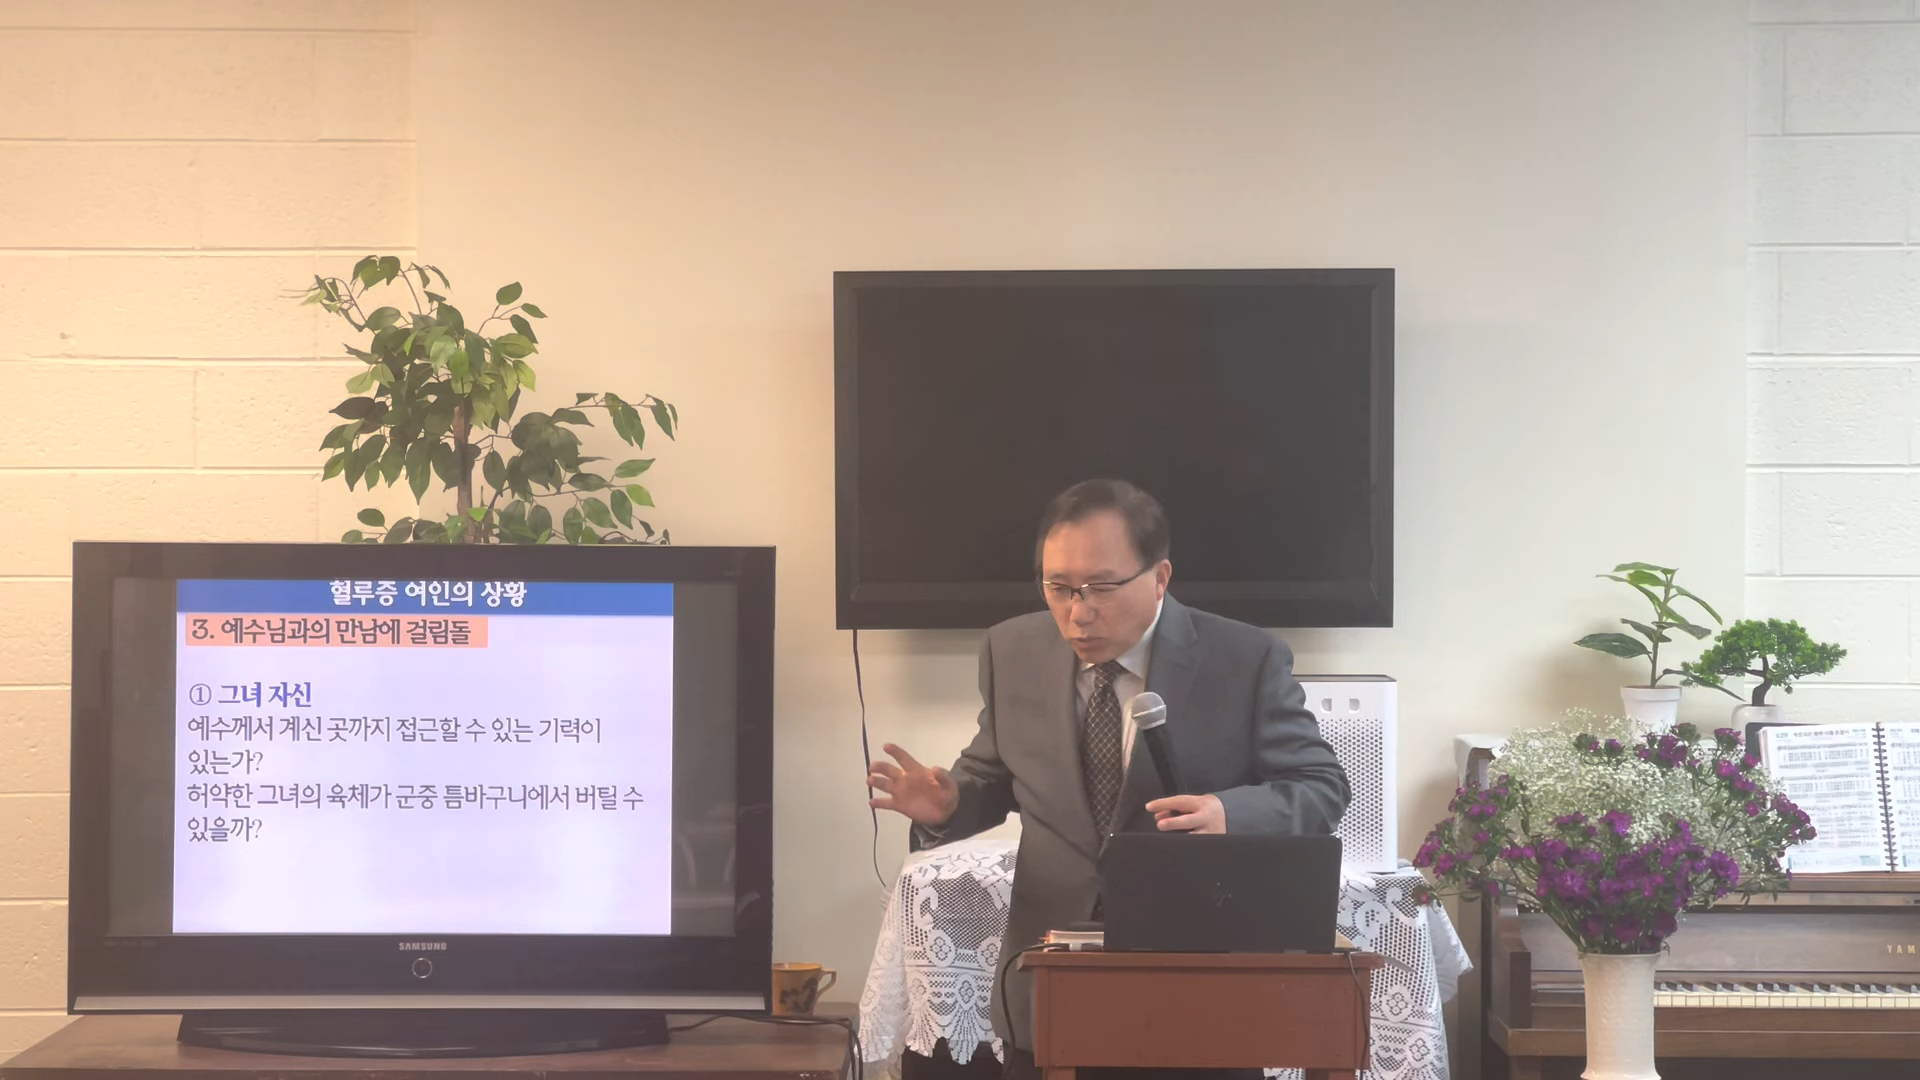 혈루증 여인의 상황
3. 예수님과의 만남에 걸림돌
① 그녀 자신
예수께서 계신 곳까지 접근할 수 있는 기력이
있는가?
허약한 그녀의 육체가 군중 틈바구니에서 버틸 수
있을까?
SAMSUNG
YAM